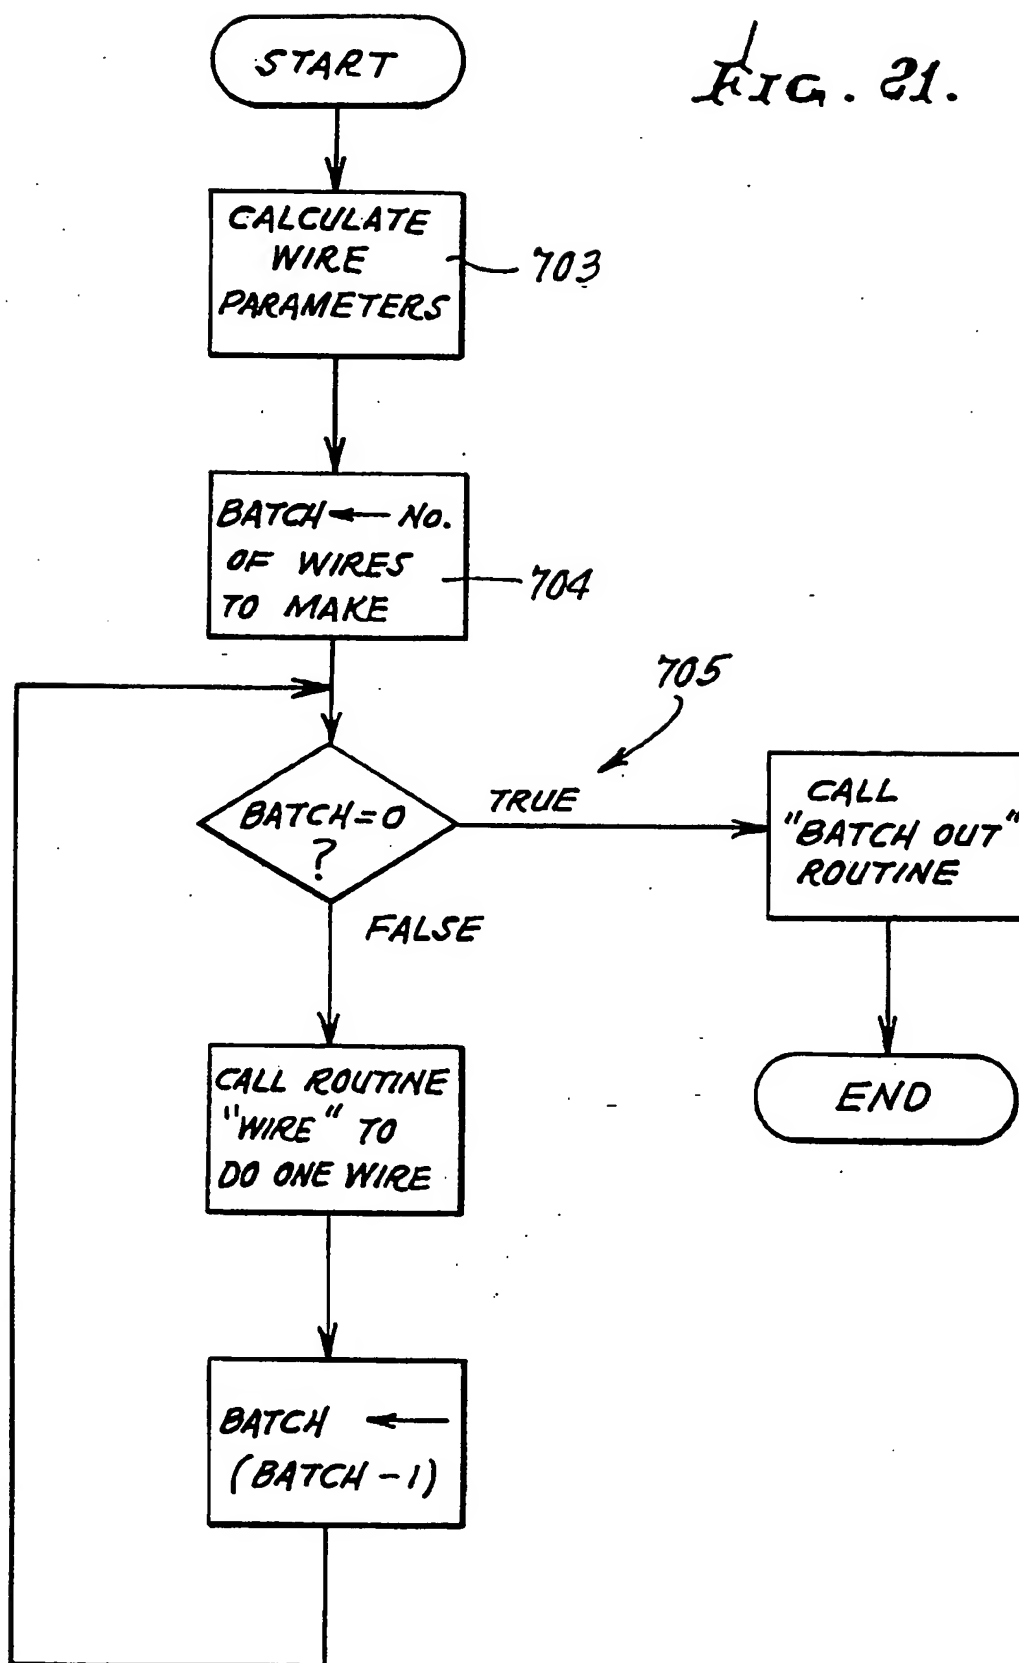 START
FIG. 21.
CALCULATE
WIRE
PARAMETERS
703
BATCH ← No.
OF WIRES
TO MAKE
704
705
BATCH = 0
?
TRUE
CALL
"BATCH OUT"
ROUTINE
FALSE
END
CALL ROUTINE
"WIRE" TO
DO ONE WIRE
BATCH ←
(BATCH - 1)